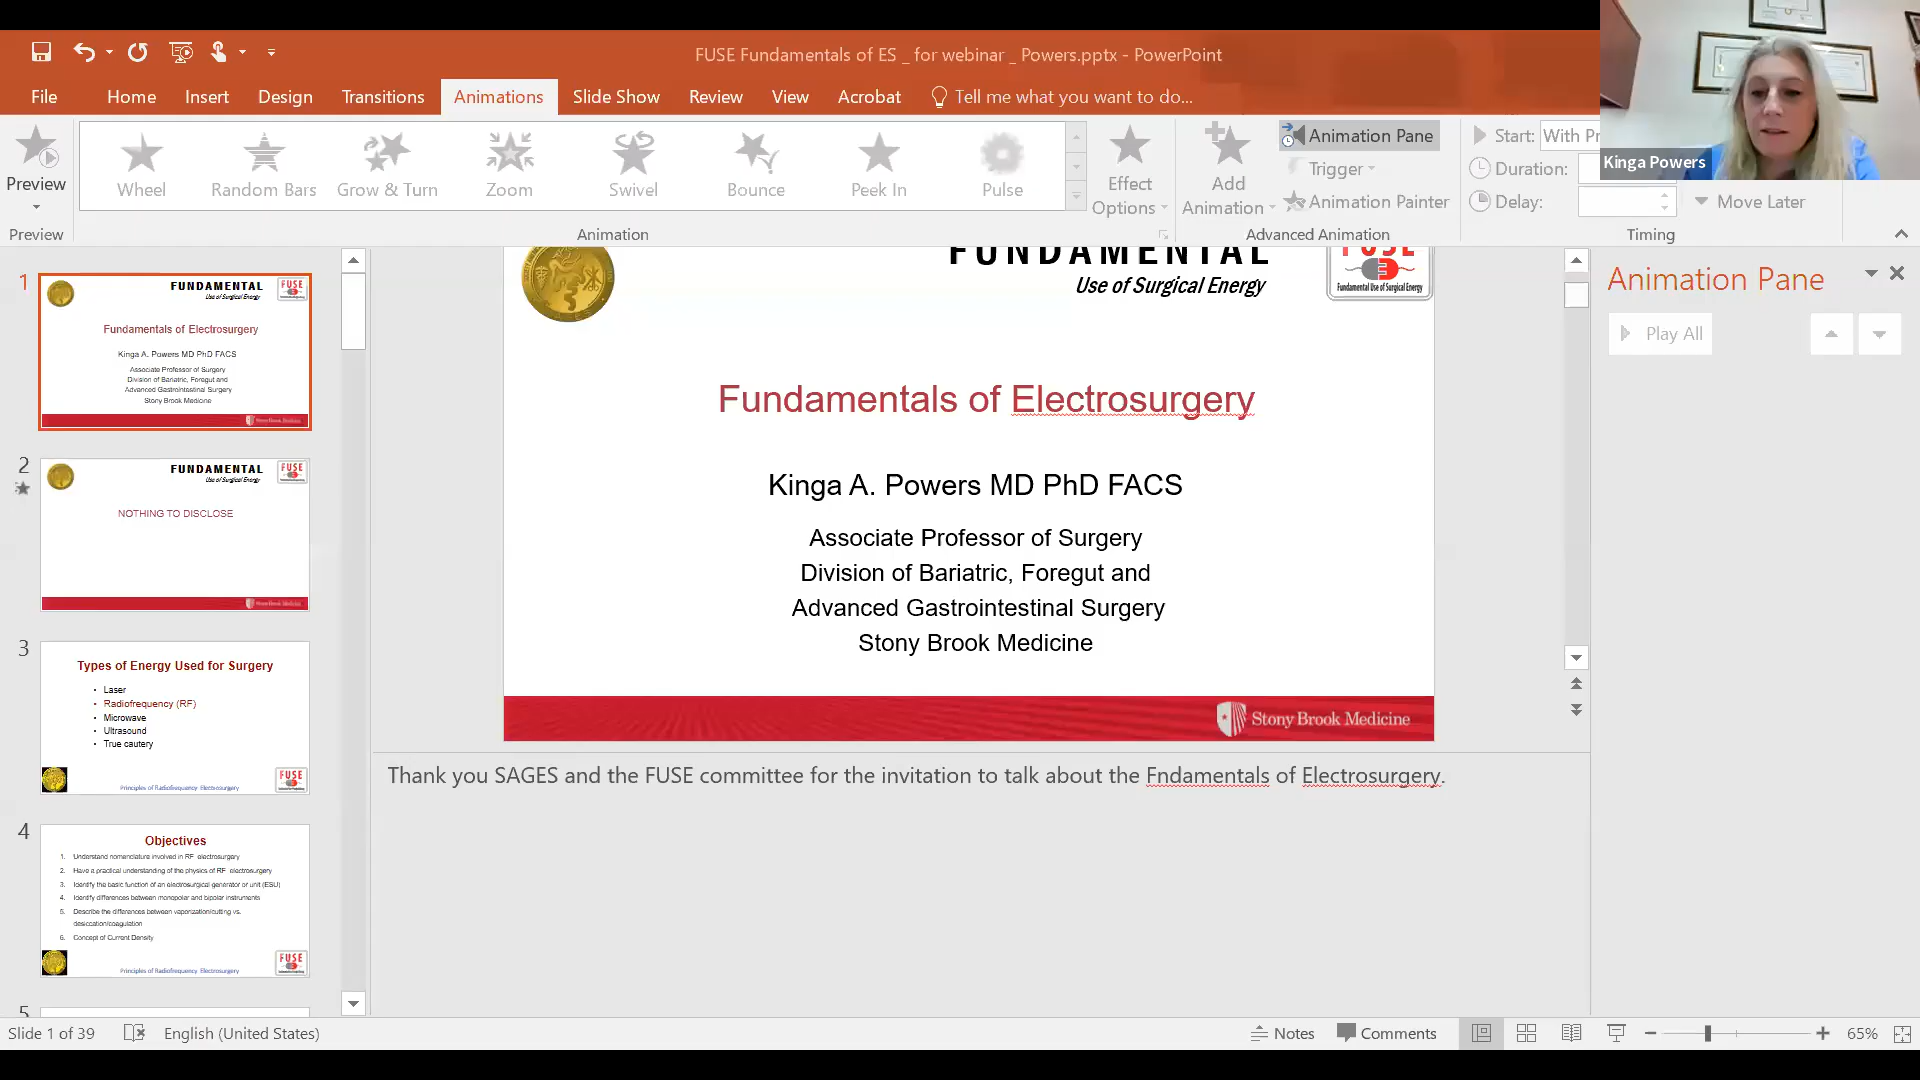 FUSE Fundamentals of ES _ for webinar _ Powers.pptx - PowerPoint
File Home Insert Design Transitions Animations Slide Show Review View Acrobat Tell me what you want to do...
Kinga Powers
Preview
Wheel Random Bars Grow & Turn Zoom Swivel Bounce Peek In Pulse
Effect Options
Add Animation
Animation Pane
Trigger
Animation Painter
Start: With Pr
Duration:
Delay:
Move Later
Preview Animation Advanced Animation Timing
1
FUNDAMENTAL
Use of Surgical Energy
FUSE
Fundamentals of Electrosurgery
Kinga A. Powers MD PhD FACS
Associate Professor of Surgery
Division of Bariatric, Foregut and
Advanced Gastrointestinal Surgery
Stony Brook Medicine
Stony Brook Medicine
2
FUNDAMENTAL
Use of Surgical Energy
FUSE
NOTHING TO DISCLOSE
Stony Brook Medicine
3
Types of Energy Used for Surgery
• Laser
• Radiofrequency (RF)
• Microwave
• Ultrasound
• True cautery
Principles of Radiofrequency Electrosurgery
FUSE
4
Objectives
1. Understand nomenclature involved in RF electrosurgery
2. Have a practical understanding of the physics of RF electrosurgery
3. Identify the basic function of an electrosurgical generator or unit (ESU)
4. Identify differences between monopolar and bipolar instruments
5. Describe the differences between vaporization/cutting vs.
desiccation/coagulation
6. Concept of Current Density
Principles of Radiofrequency Electrosurgery
FUSE
5
FUNDAMENTAL
Use of Surgical Energy
FUSE
Fundamental Use of Surgical Energy
Fundamentals of Electrosurgery
Kinga A. Powers MD PhD FACS
Associate Professor of Surgery
Division of Bariatric, Foregut and
Advanced Gastrointestinal Surgery
Stony Brook Medicine
Stony Brook Medicine
Thank you SAGES and the FUSE committee for the invitation to talk about the Fndamentals of Electrosurgery.
Animation Pane
Play All
Slide 1 of 39 English (United States) Notes Comments 65%